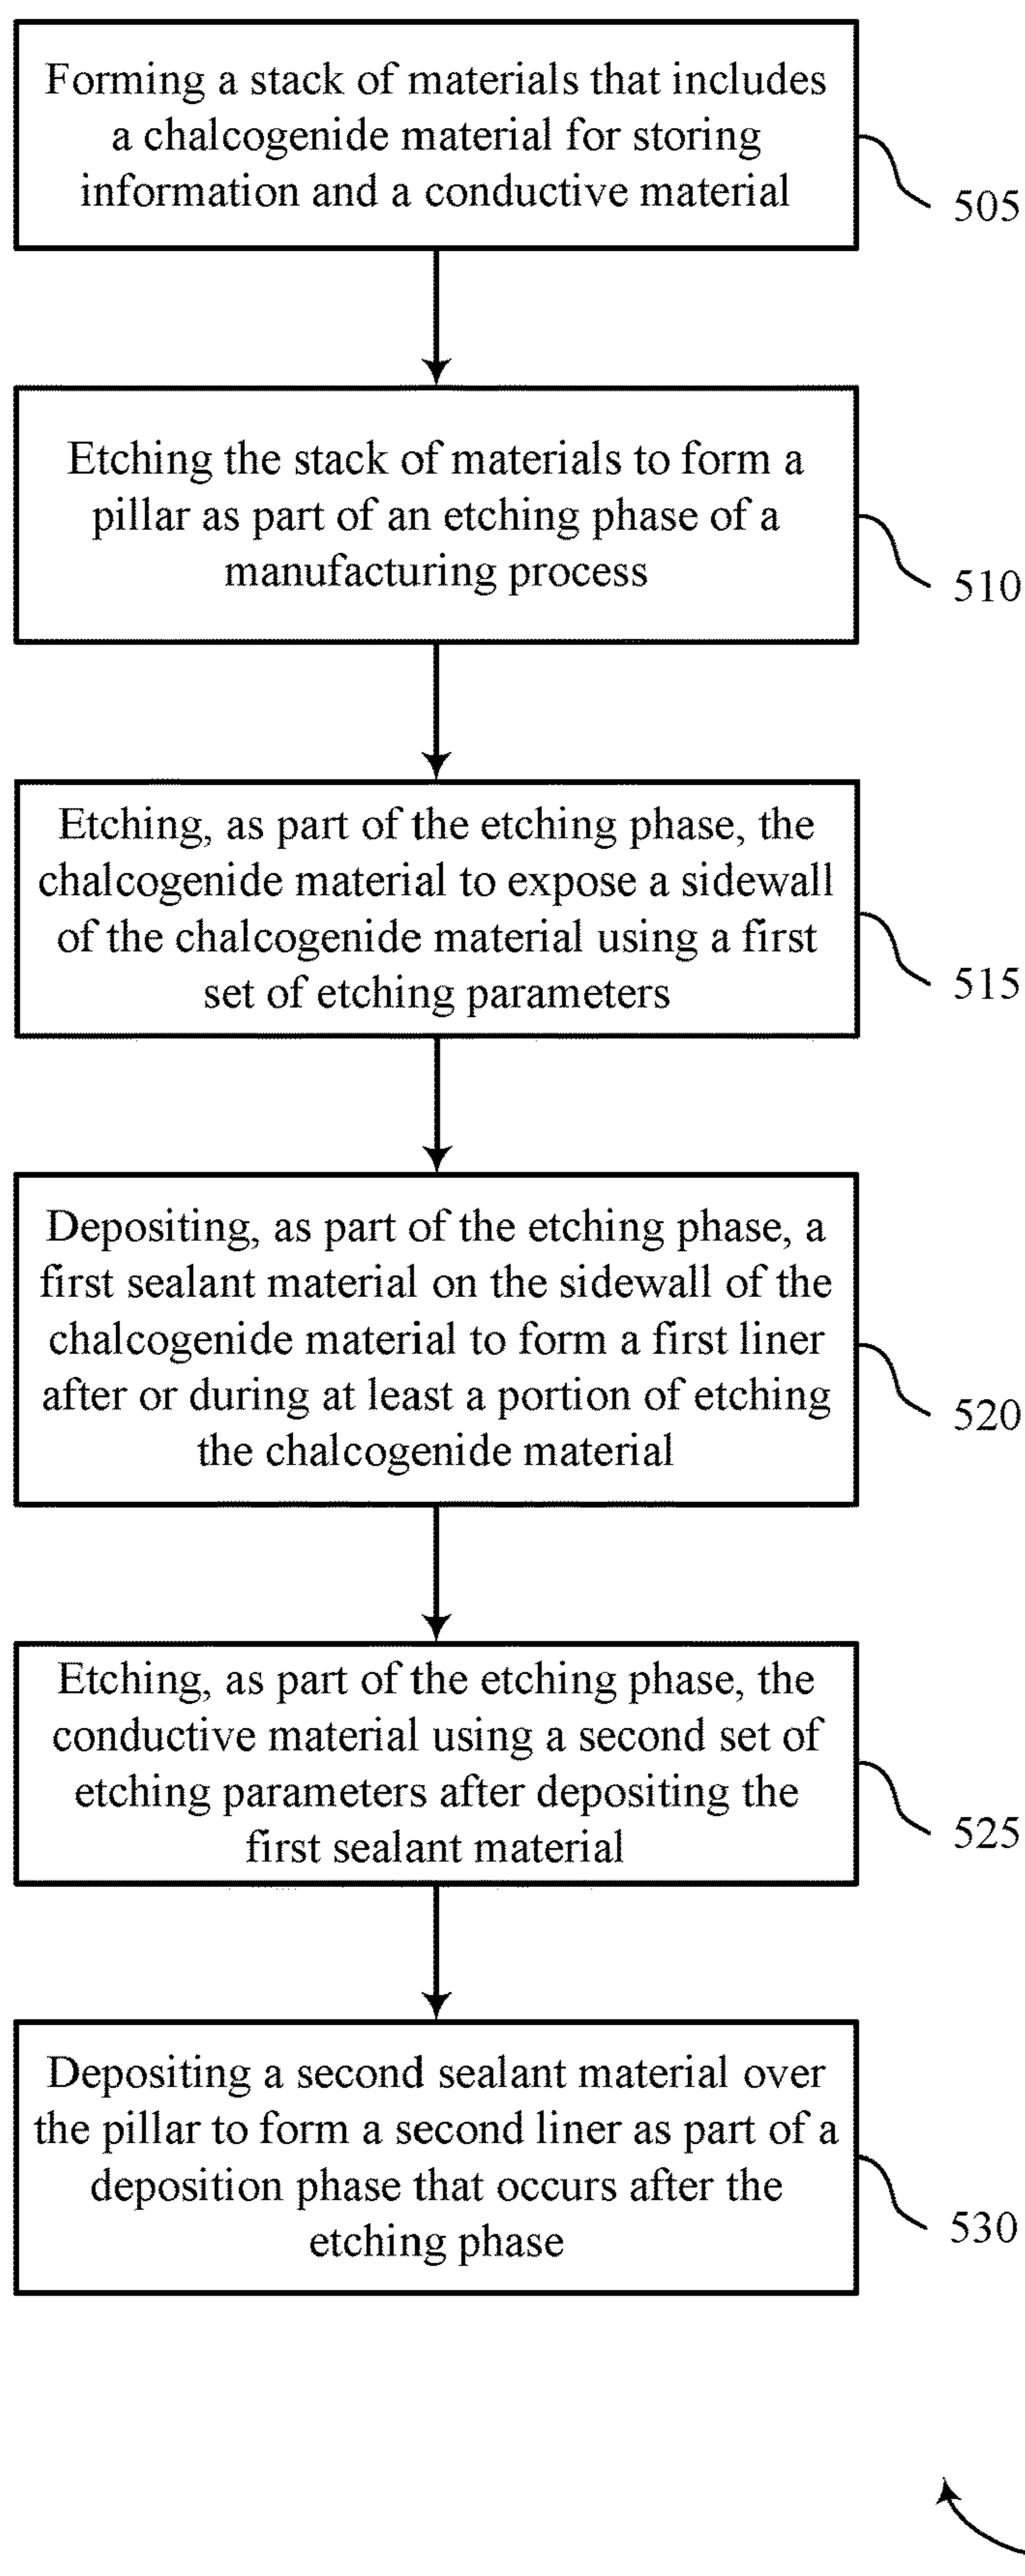 Forming a stack of materials that includes
a chalcogenide material for storing
information and a conductive material
505
Etching the stack of materials to form a
pillar as part of an etching phase of a
manufacturing process
510
Etching, as part of the etching phase, the
chalcogenide material to expose a sidewall
of the chalcogenide material using a first
set of etching parameters
515
Depositing, as part of the etching phase, a
first sealant material on the sidewall of the
chalcogenide material to form a first liner
after or during at least a portion of etching
the chalcogenide material
520
Etching, as part of the etching phase, the
conductive material using a second set of
etching parameters after depositing the
first sealant material
525
Depositing a second sealant material over
the pillar to form a second liner as part of a
deposition phase that occurs after the
etching phase
530